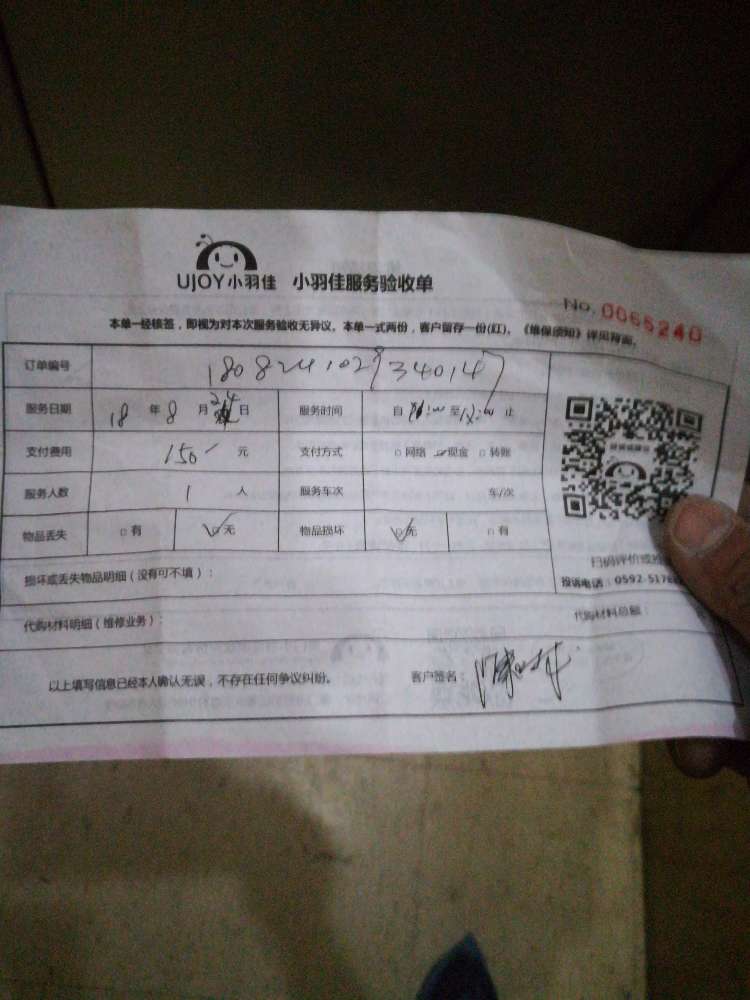 UJOY小羽佳 小羽佳服务验收单
No. 0065240
本单一经核签，即视为对本次服务验收无异议。本单一式两份，客户留存一份(红)。《维保须知》详见背面。
订单编号 180824102934014
服务日期 18 年 8 月 24 日 服务时间 自 至 止
支付费用 150 元 支付方式 □网络 □现金 □转账
服务人数 1 人 服务车次 车/次
物品丢失 □有 □无 物品损坏 □无 □有
扫码评价或
损坏或丢失物品明细（没有可不填）：
投诉电话：0592-5178
代购材料明细（维修业务）： 代购材料总额：
以上填写信息已经本人确认无误，不存在任何争议纠纷。 客户签名：